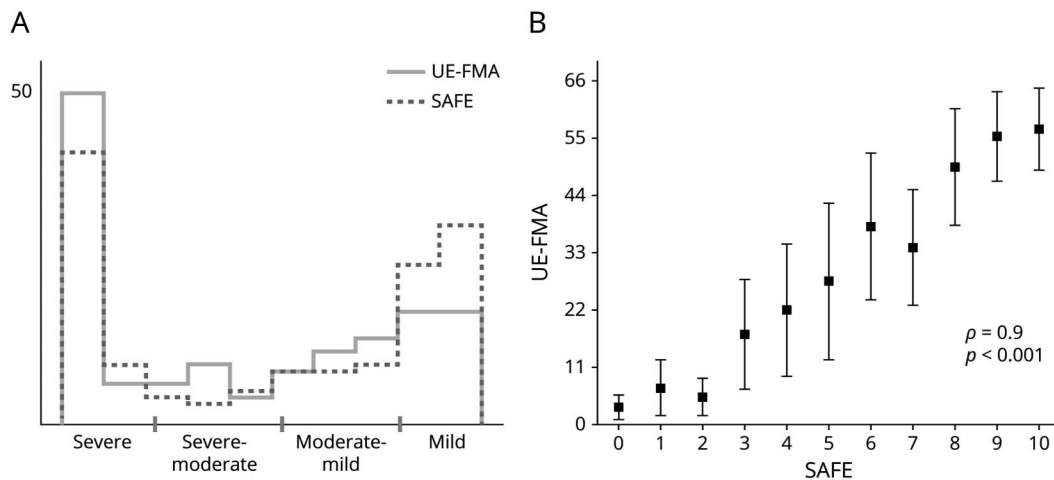 A
50
UE-FMA
SAFE
Severe
Severe-
moderate
Moderate-
mild
Mild
B
UE-FMA
66
55
44
33
22
11
0
ρ = 0.9
p < 0.001
0 1 2 3 4 5 6 7 8 9 10
SAFE